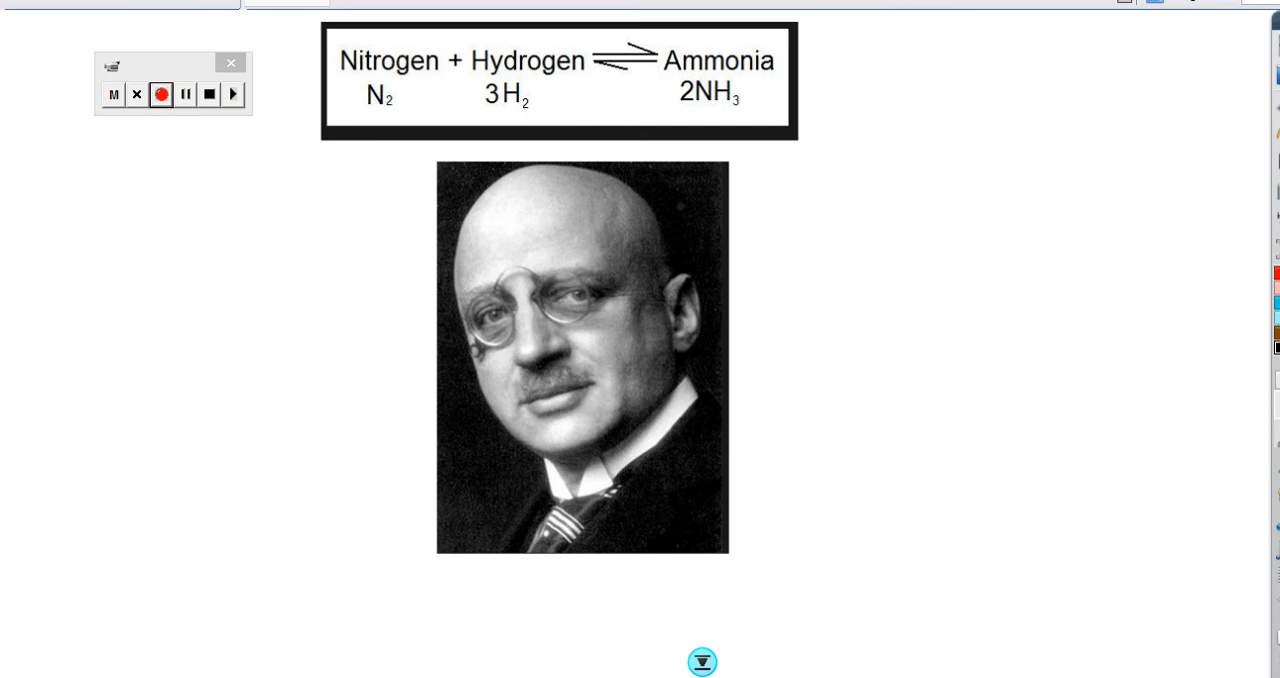 Nitrogen + Hydrogen ⇌ Ammonia
N₂ 3H₂ 2NH₃
M